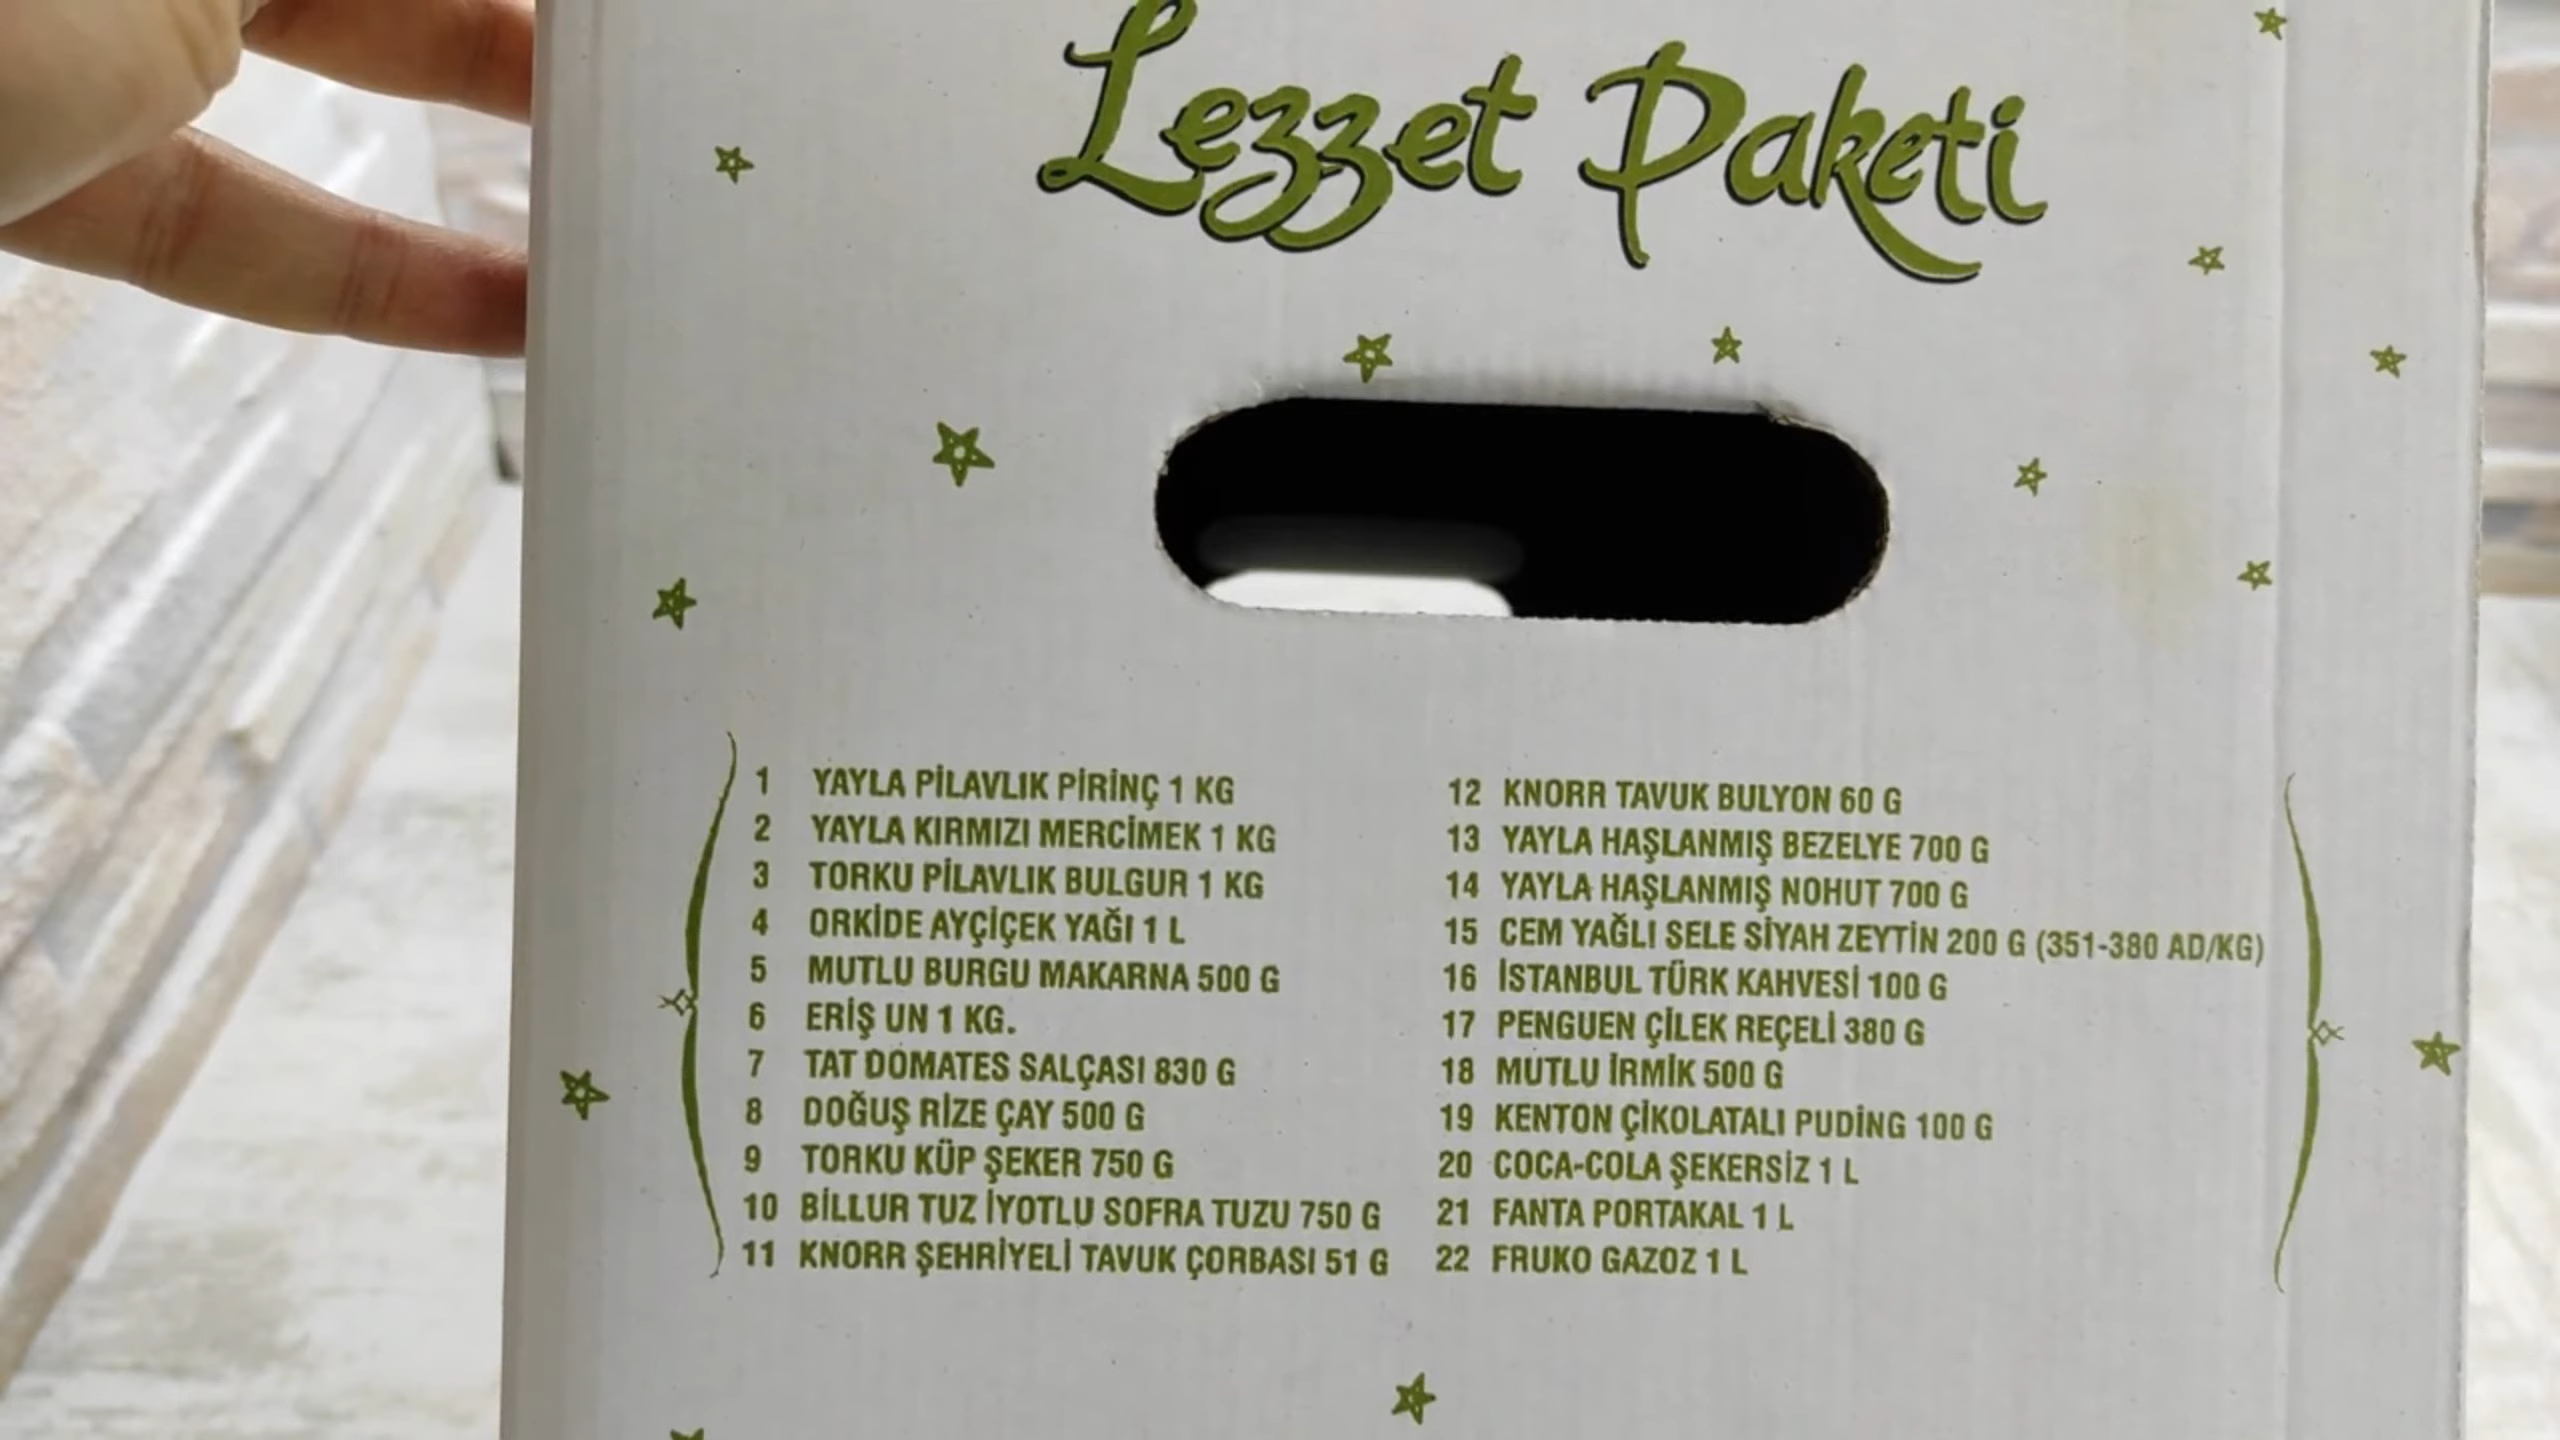 Lezzet Paketi
1 YAYLA PİLAVLIK PİRİNÇ 1 KG
2 YAYLA KIRMIZI MERCİMEK 1 KG
3 TORKU PİLAVLIK BULGUR 1 KG
4 ORKİDE AYÇİÇEK YAĞI 1 L
5 MUTLU BURGU MAKARNA 500 G
6 ERİŞ UN 1 KG.
7 TAT DOMATES SALÇASI 830 G
8 DOĞUŞ RİZE ÇAY 500 G
9 TORKU KÜP ŞEKER 750 G
10 BİLLUR TUZ İYOTLU SOFRA TUZU 750 G
11 KNORR ŞEHRİYELİ TAVUK ÇORBASI 51 G
12 KNORR TAVUK BULYON 60 G
13 YAYLA HAŞLANMIŞ BEZELYE 700 G
14 YAYLA HAŞLANMIŞ NOHUT 700 G
15 CEM YAĞLI SELE SİYAH ZEYTİN 200 G (351-380 AD/KG)
16 İSTANBUL TÜRK KAHVESİ 100 G
17 PENGUEN ÇİLEK REÇELİ 380 G
18 MUTLU İRMİK 500 G
19 KENTON ÇİKOLATALI PUDİNG 100 G
20 COCA-COLA ŞEKERSİZ 1 L
21 FANTA PORTAKAL 1 L
22 FRUKO GAZOZ 1 L